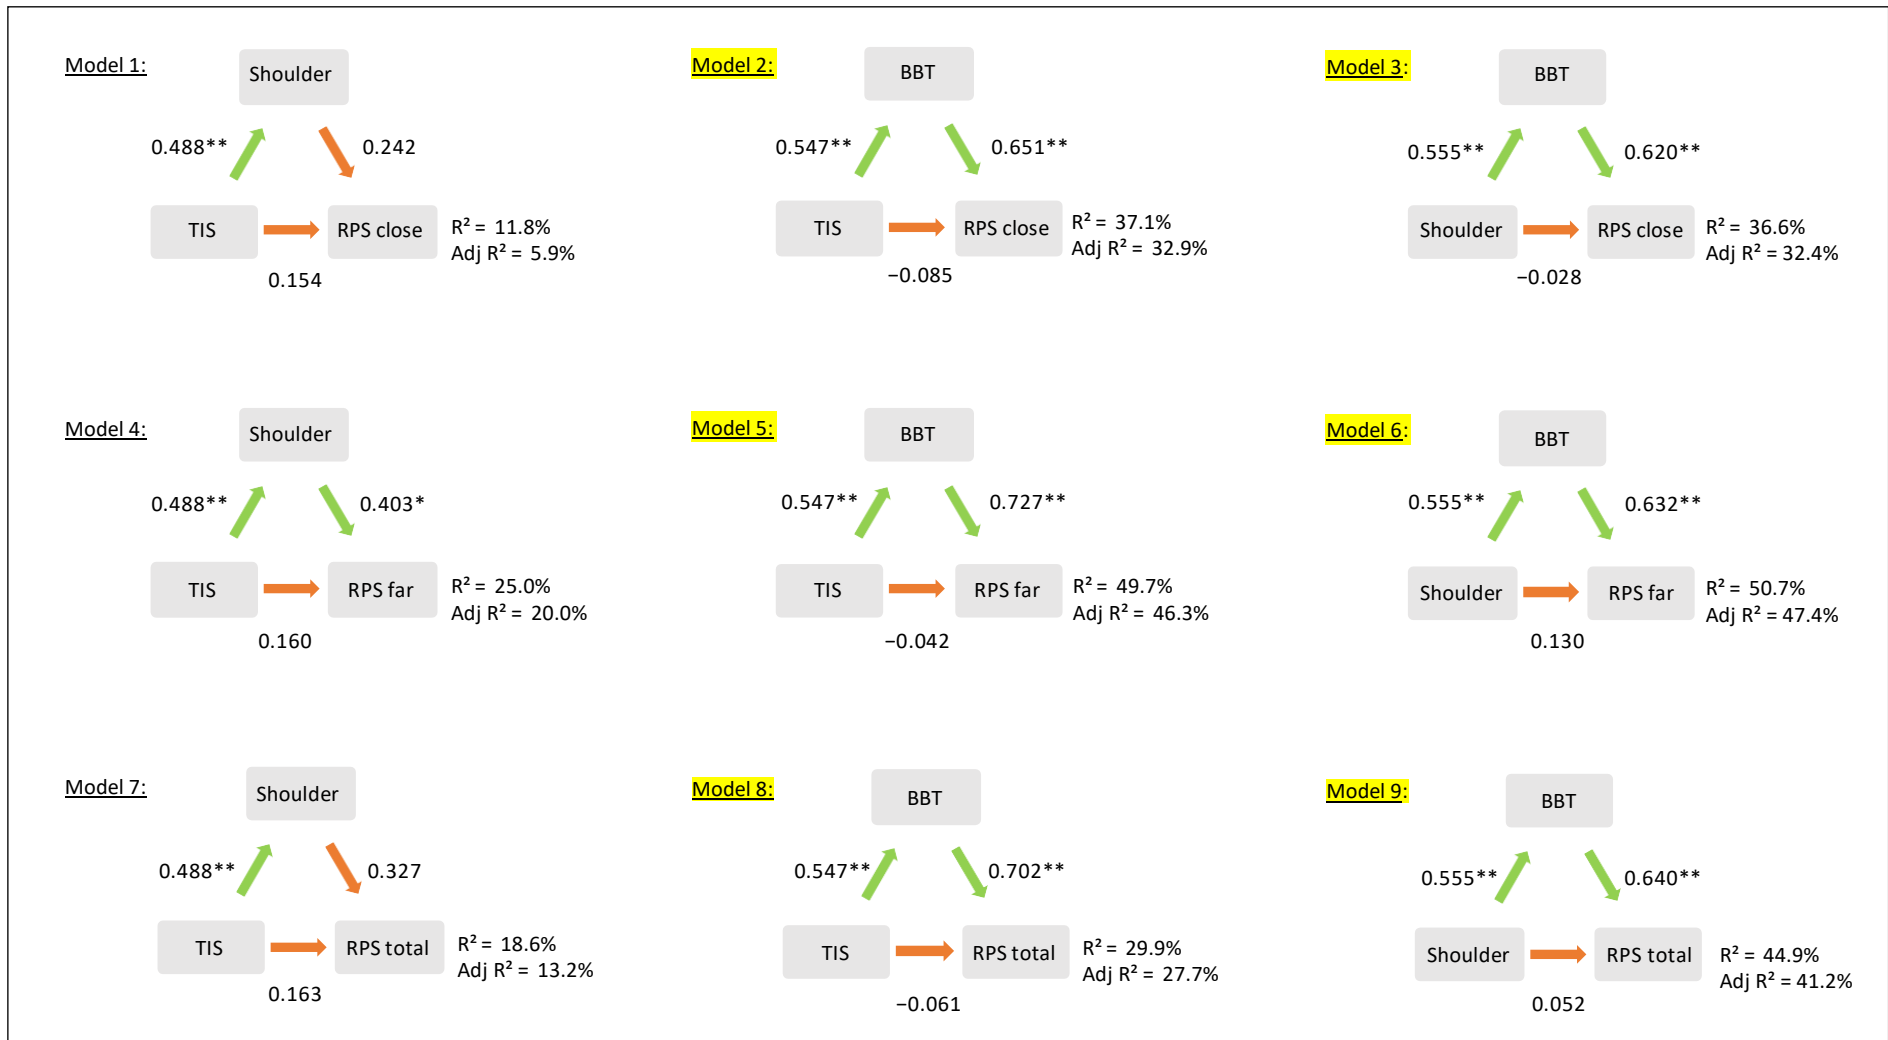 Model 1:
Shoulder
0.488**
0.242
TIS
RPS close
R² = 11.8%
Adj R² = 5.9%
0.154
Model 2:
BBT
0.547**
0.651**
TIS
RPS close
R² = 37.1%
Adj R² = 32.9%
−0.085
Model 3:
BBT
0.555**
0.620**
Shoulder
RPS close
R² = 36.6%
Adj R² = 32.4%
−0.028
Model 4:
Shoulder
0.488**
0.403*
TIS
RPS far
R² = 25.0%
Adj R² = 20.0%
0.160
Model 5:
BBT
0.547**
0.727**
TIS
RPS far
R² = 49.7%
Adj R² = 46.3%
−0.042
Model 6:
BBT
0.555**
0.632**
Shoulder
RPS far
R² = 50.7%
Adj R² = 47.4%
0.130
Model 7:
Shoulder
0.488**
0.327
TIS
RPS total
R² = 18.6%
Adj R² = 13.2%
0.163
Model 8:
BBT
0.547**
0.702**
TIS
RPS total
R² = 29.9%
Adj R² = 27.7%
−0.061
Model 9:
BBT
0.555**
0.640**
Shoulder
RPS total
R² = 44.9%
Adj R² = 41.2%
0.052